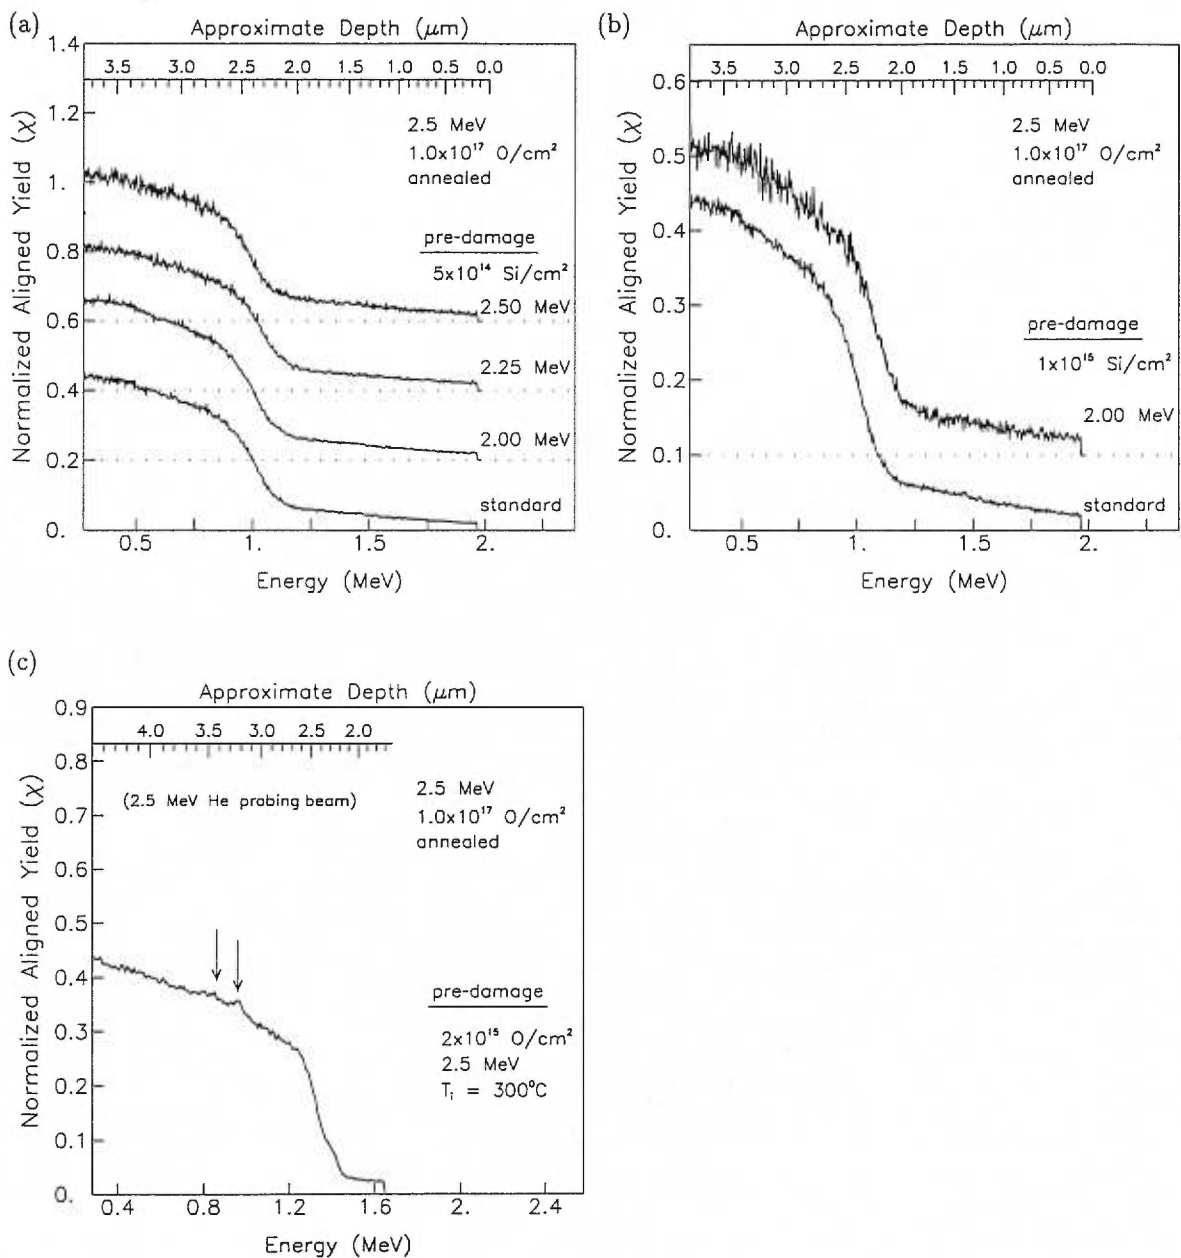 (a)
Approximate Depth (μm)
3.5 3.0 2.5 2.0 1.5 1.0 0.5 0.0
Normalized Aligned Yield (χ)
1.4
1.2
1.
0.8
0.6
0.4
0.2
0.
2.5 MeV
1.0x10¹⁷ O/cm²
annealed
pre-damage
5x10¹⁴ Si/cm²
2.50 MeV
2.25 MeV
2.00 MeV
standard
0.5 1. 1.5 2.
Energy (MeV)
(b)
Approximate Depth (μm)
3.5 3.0 2.5 2.0 1.5 1.0 0.5 0.0
Normalized Aligned Yield (χ)
0.6
0.5
0.4
0.3
0.2
0.1
0.
2.5 MeV
1.0x10¹⁷ O/cm²
annealed
pre-damage
1x10¹⁵ Si/cm²
2.00 MeV
standard
0.5 1. 1.5 2.
Energy (MeV)
(c)
Approximate Depth (μm)
4.0 3.5 3.0 2.5 2.0
Normalized Aligned Yield (χ)
0.9
0.8
0.7
0.6
0.5
0.4
0.3
0.2
0.1
0.
(2.5 MeV He probing beam)
2.5 MeV
1.0x10¹⁷ O/cm²
annealed
pre-damage
2x10¹⁵ O/cm²
2.5 MeV
Tᵢ = 300°C
0.4 0.8 1.2 1.6 2. 2.4
Energy (MeV)